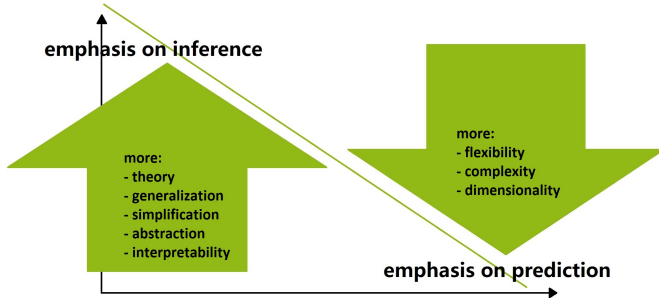 emphasis on inference
more:
- theory
- generalization
- simplification
- abstraction
- interpretability
more:
- flexibility
- complexity
- dimensionality
emphasis on prediction